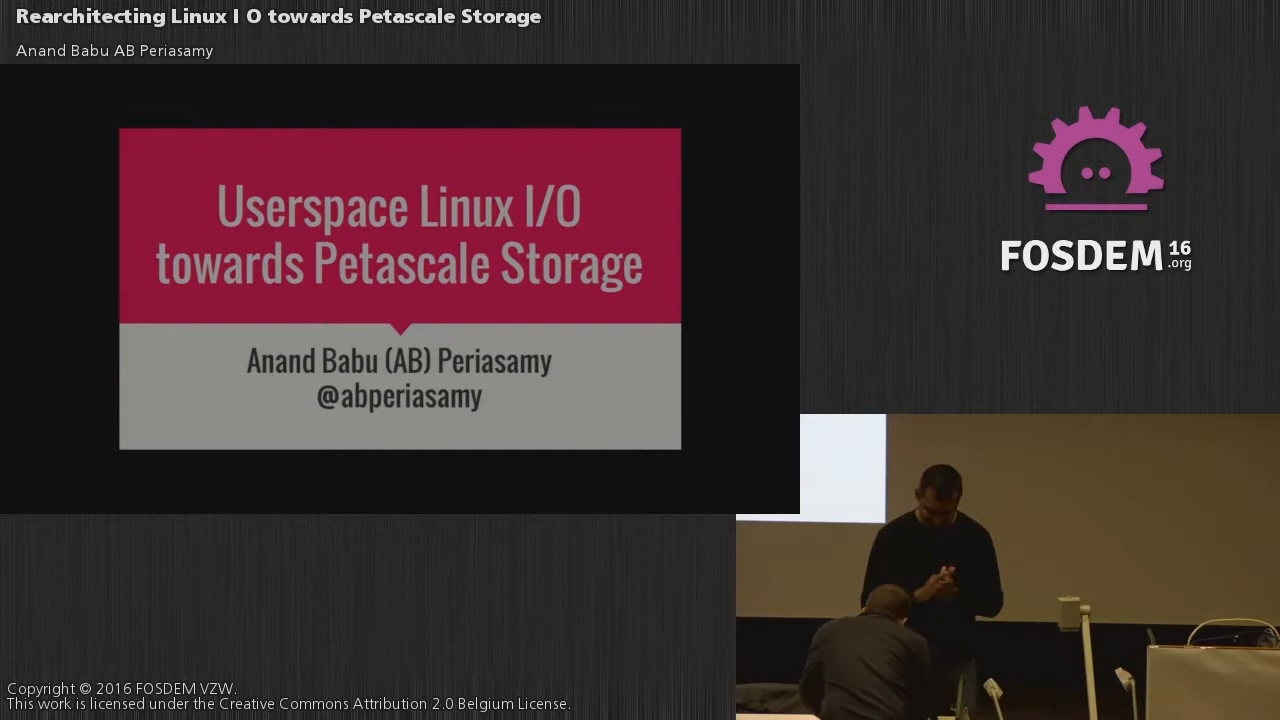 Rearchitecting Linux I O towards Petascale Storage
Anand Babu AB Periasamy
Userspace Linux I/O
towards Petascale Storage
Anand Babu (AB) Periasamy
@abperiasamy
FOSDEM 16
.org
Copyright © 2016 FOSDEM VZW.
This work is licensed under the Creative Commons Attribution 2.0 Belgium License.